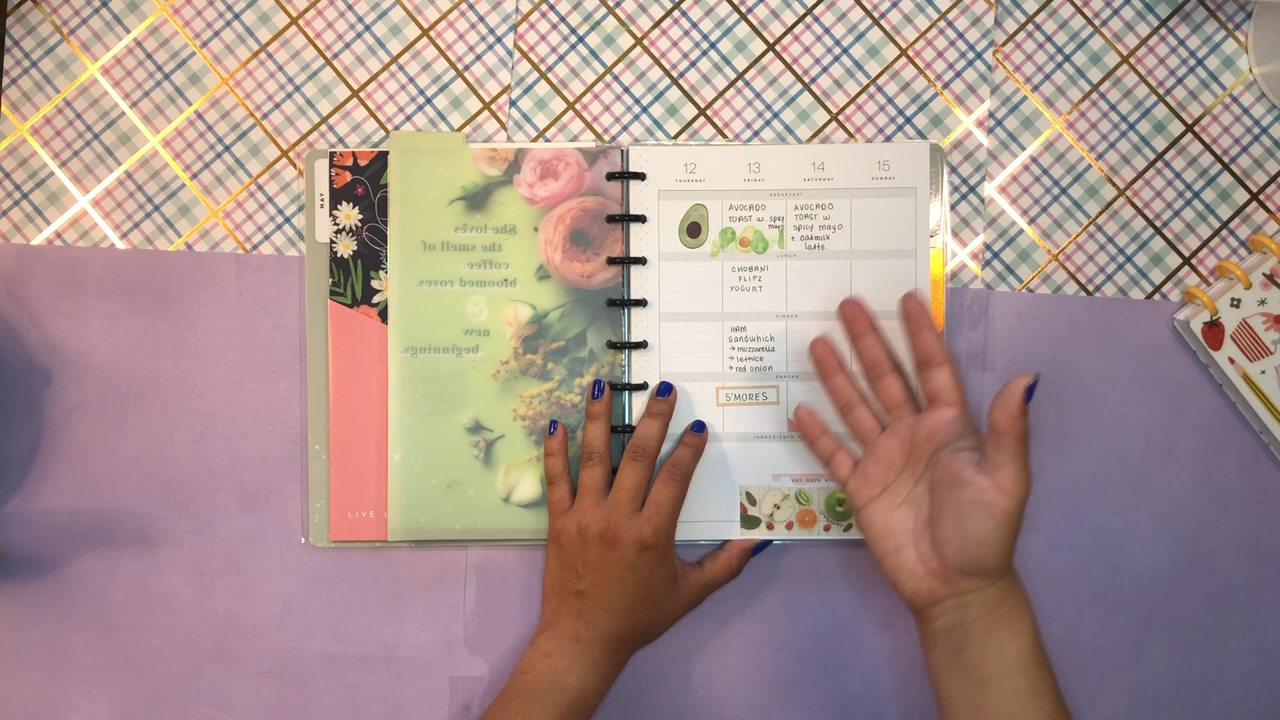 MAY
LIVE L
She loves
the smell of
coffee.
bloomed roses.
&
new
beginnings.
12 13 14 15
THURSDAY FRIDAY SATURDAY SUNDAY
BREAKFAST
AVOCADO
TOAST w. spicy
mayo
AVOCADO
TOAST w
spicy mayo
+ oatmilk
latte.
LUNCH
CHOBANI
FLIPZ
YOGURT
DINNER
HAM
sandwhich
→ mozzarella
→ lettuce
→ red onion
SNACKS
S'MORES
INGREDIENTS